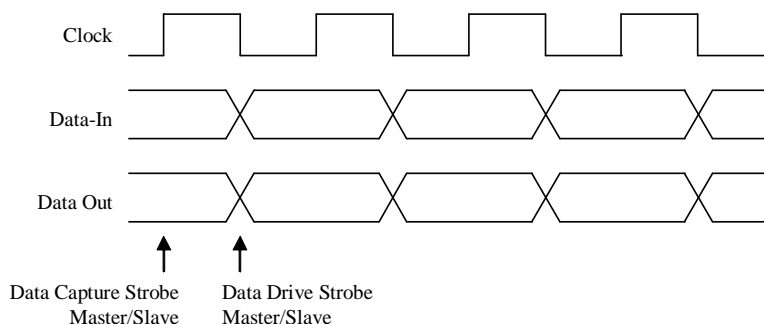 Clock
Data-In
Data Out
Data Capture Strobe
Master/Slave
Data Drive Strobe
Master/Slave